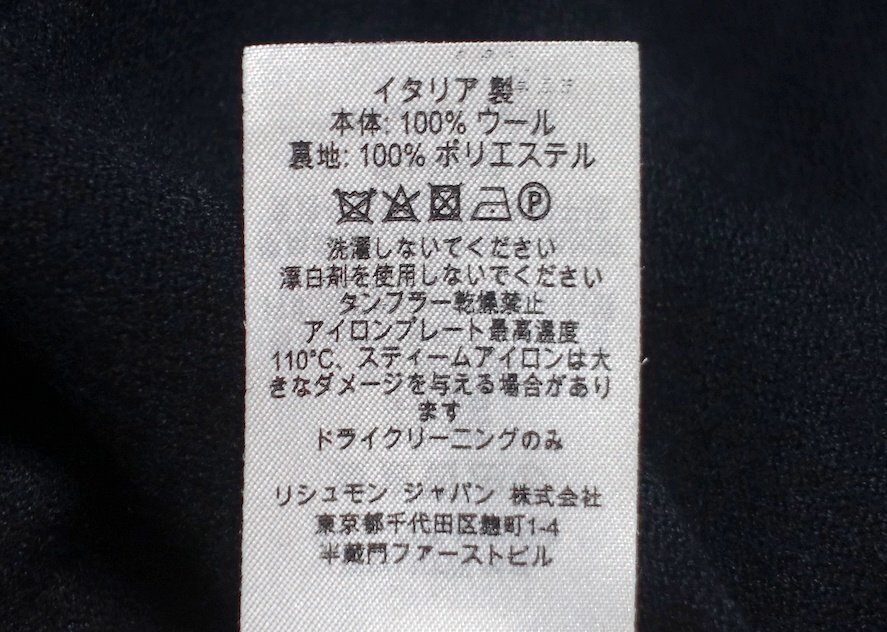 イタリア 製
本体: 100% ウール
裏地: 100% ポリエステル
P
洗濯しないでください
漂白剤を使用しないでください
タンブラー乾燥禁止
アイロンプレート最高温度
110°C、スティームアイロンは大
きなダメージを与える場合があり
ます
ドライクリーニングのみ
リシュモン ジャパン 株式会社
東京都千代田区麹町1-4
半蔵門ファーストビル